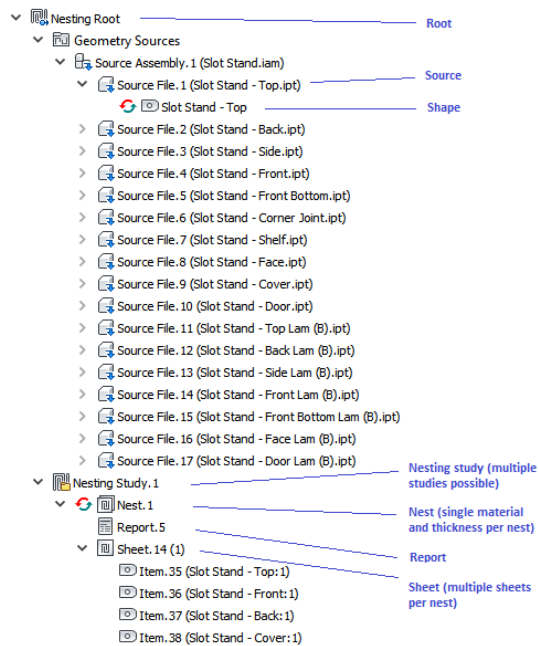 Nesting Root
Root
Geometry Sources
Source Assembly.1 (Slot Stand.iam)
Source File.1 (Slot Stand - Top.ipt)
Source
Slot Stand - Top
Shape
Source File.2 (Slot Stand - Back.ipt)
Source File.3 (Slot Stand - Side.ipt)
Source File.4 (Slot Stand - Front.ipt)
Source File.5 (Slot Stand - Front Bottom.ipt)
Source File.6 (Slot Stand - Corner Joint.ipt)
Source File.7 (Slot Stand - Shelf.ipt)
Source File.8 (Slot Stand - Face.ipt)
Source File.9 (Slot Stand - Cover.ipt)
Source File.10 (Slot Stand - Door.ipt)
Source File.11 (Slot Stand - Top Lam (B).ipt)
Source File.12 (Slot Stand - Back Lam (B).ipt)
Source File.13 (Slot Stand - Side Lam (B).ipt)
Source File.14 (Slot Stand - Front Lam (B).ipt)
Source File.15 (Slot Stand - Front Bottom Lam (B).ipt)
Source File.16 (Slot Stand - Face Lam (B).ipt)
Source File.17 (Slot Stand - Door Lam (B).ipt)
Nesting Study.1
Nesting study (multiple
studies possible)
Nest.1
Nest (single material
and thickness per nest)
Report.5
Report
Sheet.14 (1)
Sheet (multiple sheets
per nest)
Item.35 (Slot Stand - Top:1)
Item.36 (Slot Stand - Front:1)
Item.37 (Slot Stand - Back:1)
Item.38 (Slot Stand - Cover:1)